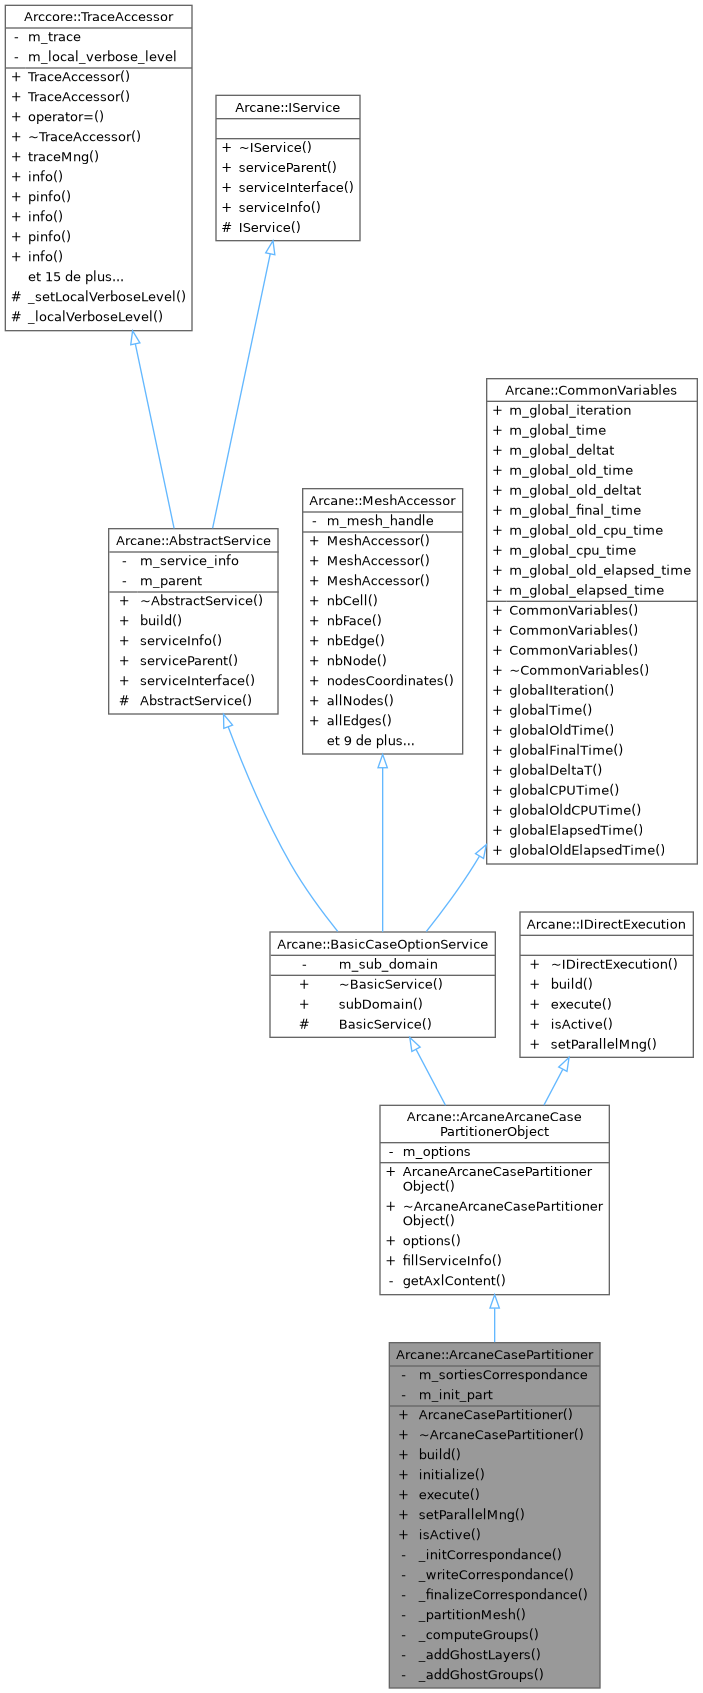 Arccore::TraceAccessor
- m_trace
- m_local_verbose_level
+ TraceAccessor()
+ TraceAccessor()
+ operator=()
+ ~TraceAccessor()
+ traceMng()
+ info()
+ pinfo()
+ info()
+ pinfo()
+ info()
et 15 de plus...
# _setLocalVerboseLevel()
# _localVerboseLevel()
Arcane::IService
+ ~IService()
+ serviceParent()
+ serviceInterface()
+ serviceInfo()
# IService()
Arcane::CommonVariables
+ m_global_iteration
+ m_global_time
+ m_global_deltat
+ m_global_old_time
+ m_global_old_deltat
+ m_global_final_time
+ m_global_old_cpu_time
+ m_global_cpu_time
+ m_global_old_elapsed_time
+ m_global_elapsed_time
+ CommonVariables()
+ CommonVariables()
+ CommonVariables()
+ ~CommonVariables()
+ globalIteration()
+ globalTime()
+ globalOldTime()
+ globalFinalTime()
+ globalDeltaT()
+ globalCPUTime()
+ globalOldCPUTime()
+ globalElapsedTime()
+ globalOldElapsedTime()
Arcane::MeshAccessor
- m_mesh_handle
+ MeshAccessor()
+ MeshAccessor()
+ MeshAccessor()
+ nbCell()
+ nbFace()
+ nbEdge()
+ nbNode()
+ nodesCoordinates()
+ allNodes()
+ allEdges()
et 9 de plus...
Arcane::AbstractService
- m_service_info
- m_parent
+ ~AbstractService()
+ build()
+ serviceInfo()
+ serviceParent()
+ serviceInterface()
# AbstractService()
Arcane::BasicCaseOptionService
- m_sub_domain
+ ~BasicService()
+ subDomain()
# BasicService()
Arcane::IDirectExecution
+ ~IDirectExecution()
+ build()
+ execute()
+ isActive()
+ setParallelMng()
Arcane::ArcaneArcaneCase
PartitionerObject
- m_options
+ ArcaneArcaneCasePartitioner
Object()
+ ~ArcaneArcaneCasePartitioner
Object()
+ options()
+ fillServiceInfo()
- getAxlContent()
Arcane::ArcaneCasePartitioner
- m_sortiesCorrespondance
- m_init_part
+ ArcaneCasePartitioner()
+ ~ArcaneCasePartitioner()
+ build()
+ initialize()
+ execute()
+ setParallelMng()
+ isActive()
- _initCorrespondance()
- _writeCorrespondance()
- _finalizeCorrespondance()
- _partitionMesh()
- _computeGroups()
- _addGhostLayers()
- _addGhostGroups()